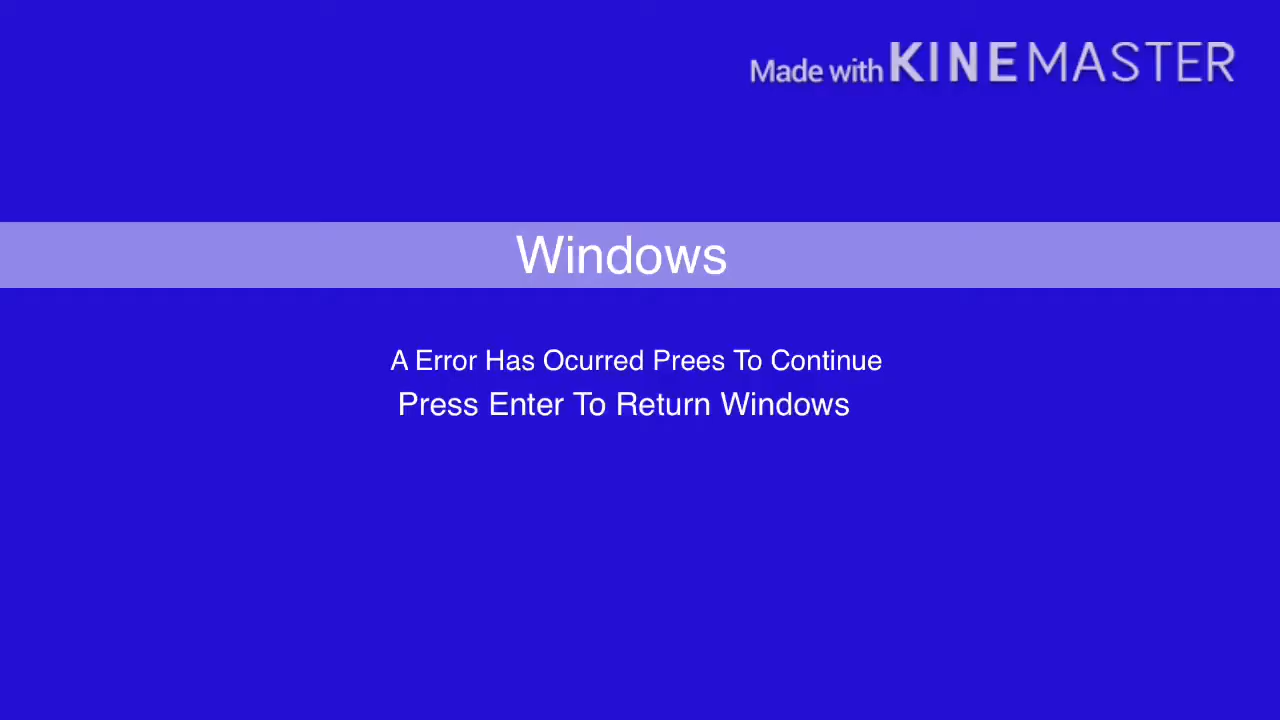 Made with KINEMASTER
Windows
A Error Has Ocurred Prees To Continue
Press Enter To Return Windows